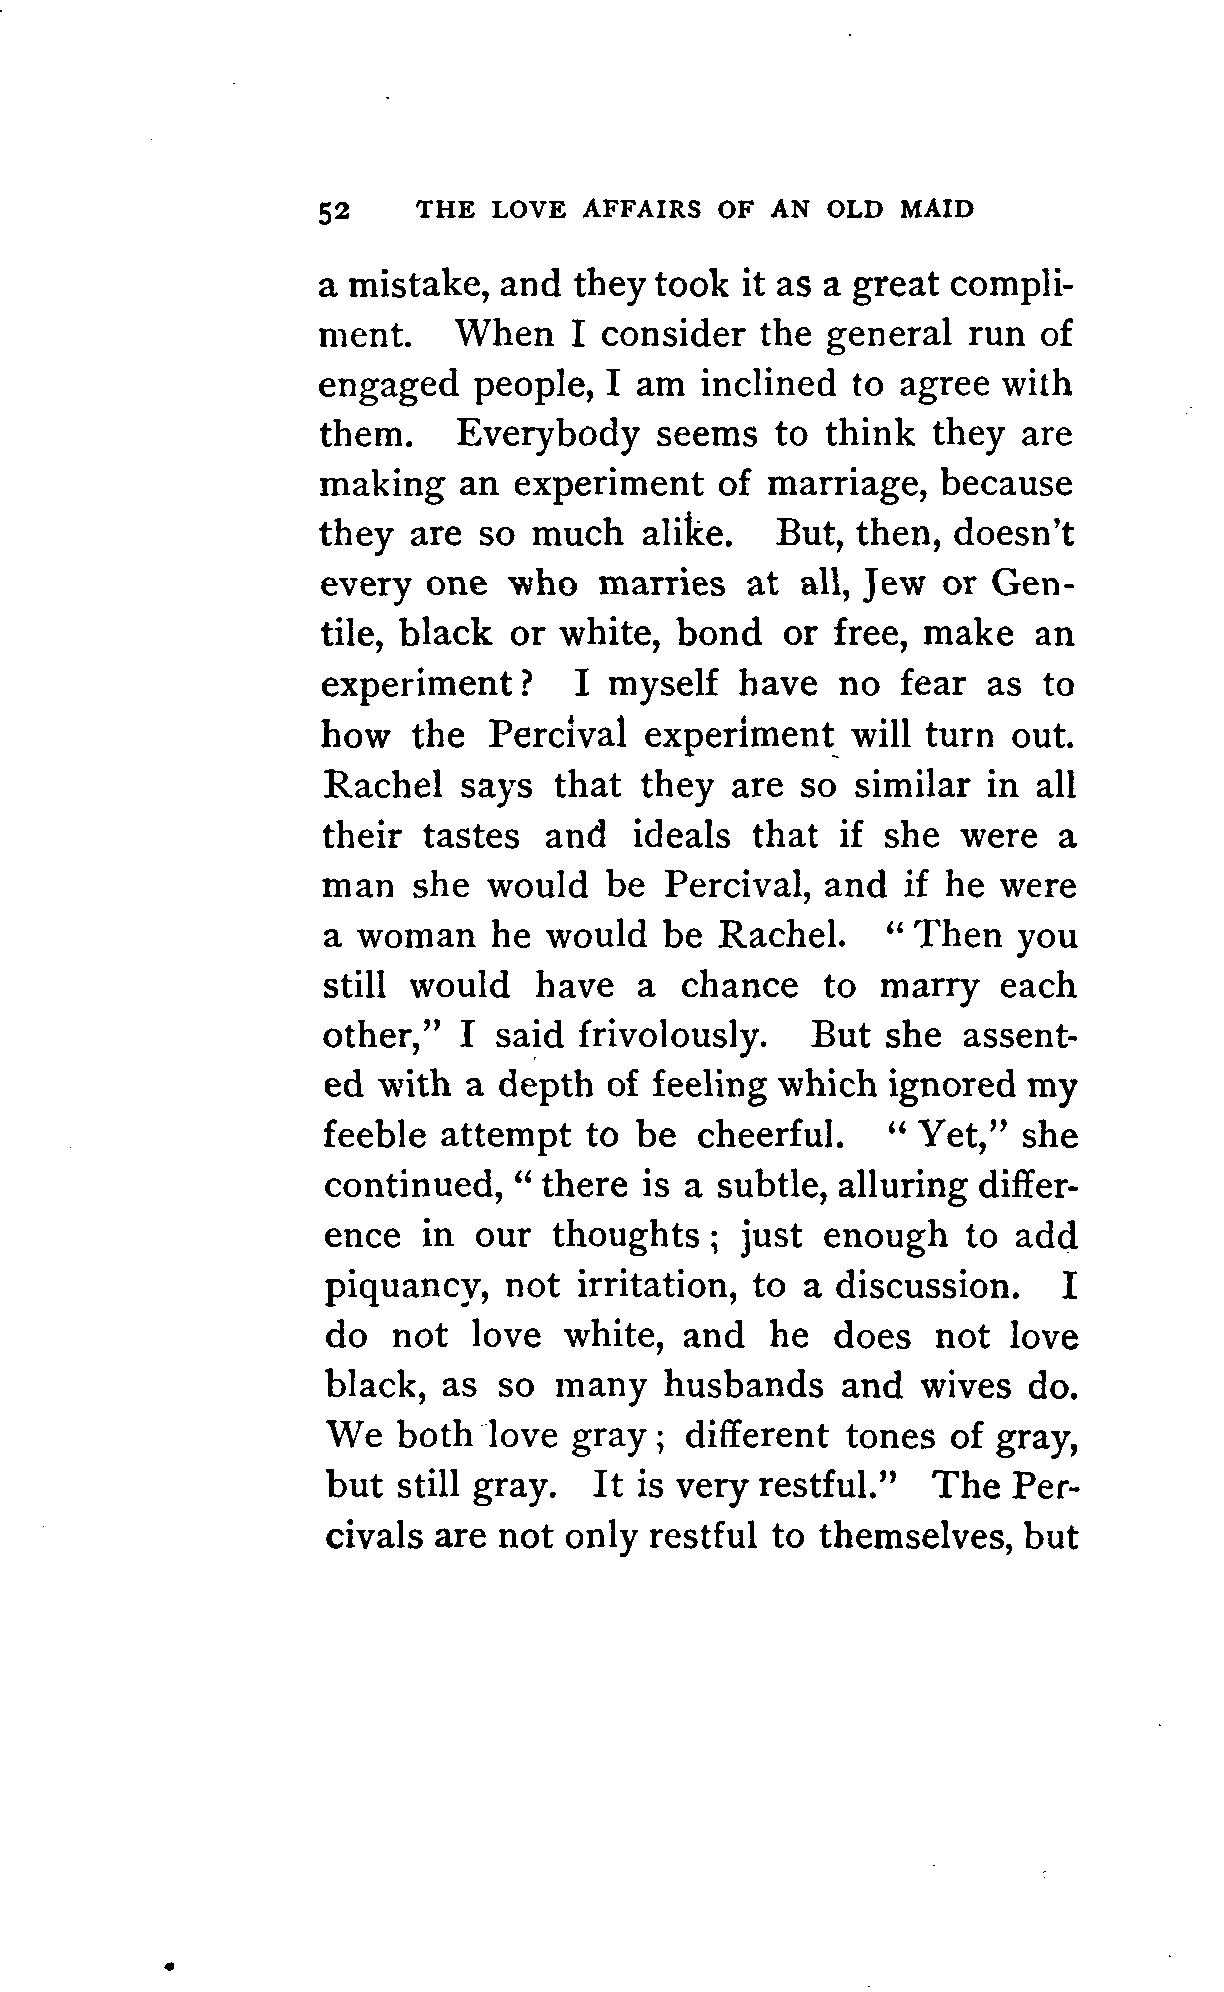 52 THE LOVE AFFAIRS OF AN OLD MAID
a mistake, and they took it as a great compli-
ment. When I consider the general run of
engaged people, I am inclined to agree with
them. Everybody seems to think they are
making an experiment of marriage, because
they are so much alike. But, then, doesn't
every one who marries at all, Jew or Gen-
tile, black or white, bond or free, make an
experiment? I myself have no fear as to
how the Percival experiment will turn out.
Rachel says that they are so similar in all
their tastes and ideals that if she were a
man she would be Percival, and if he were
a woman he would be Rachel. "Then you
still would have a chance to marry each
other," I said frivolously. But she assent-
ed with a depth of feeling which ignored my
feeble attempt to be cheerful. "Yet," she
continued, "there is a subtle, alluring differ-
ence in our thoughts; just enough to add
piquancy, not irritation, to a discussion. I
do not love white, and he does not love
black, as so many husbands and wives do.
We both love gray; different tones of gray,
but still gray. It is very restful." The Per-
civals are not only restful to themselves, but